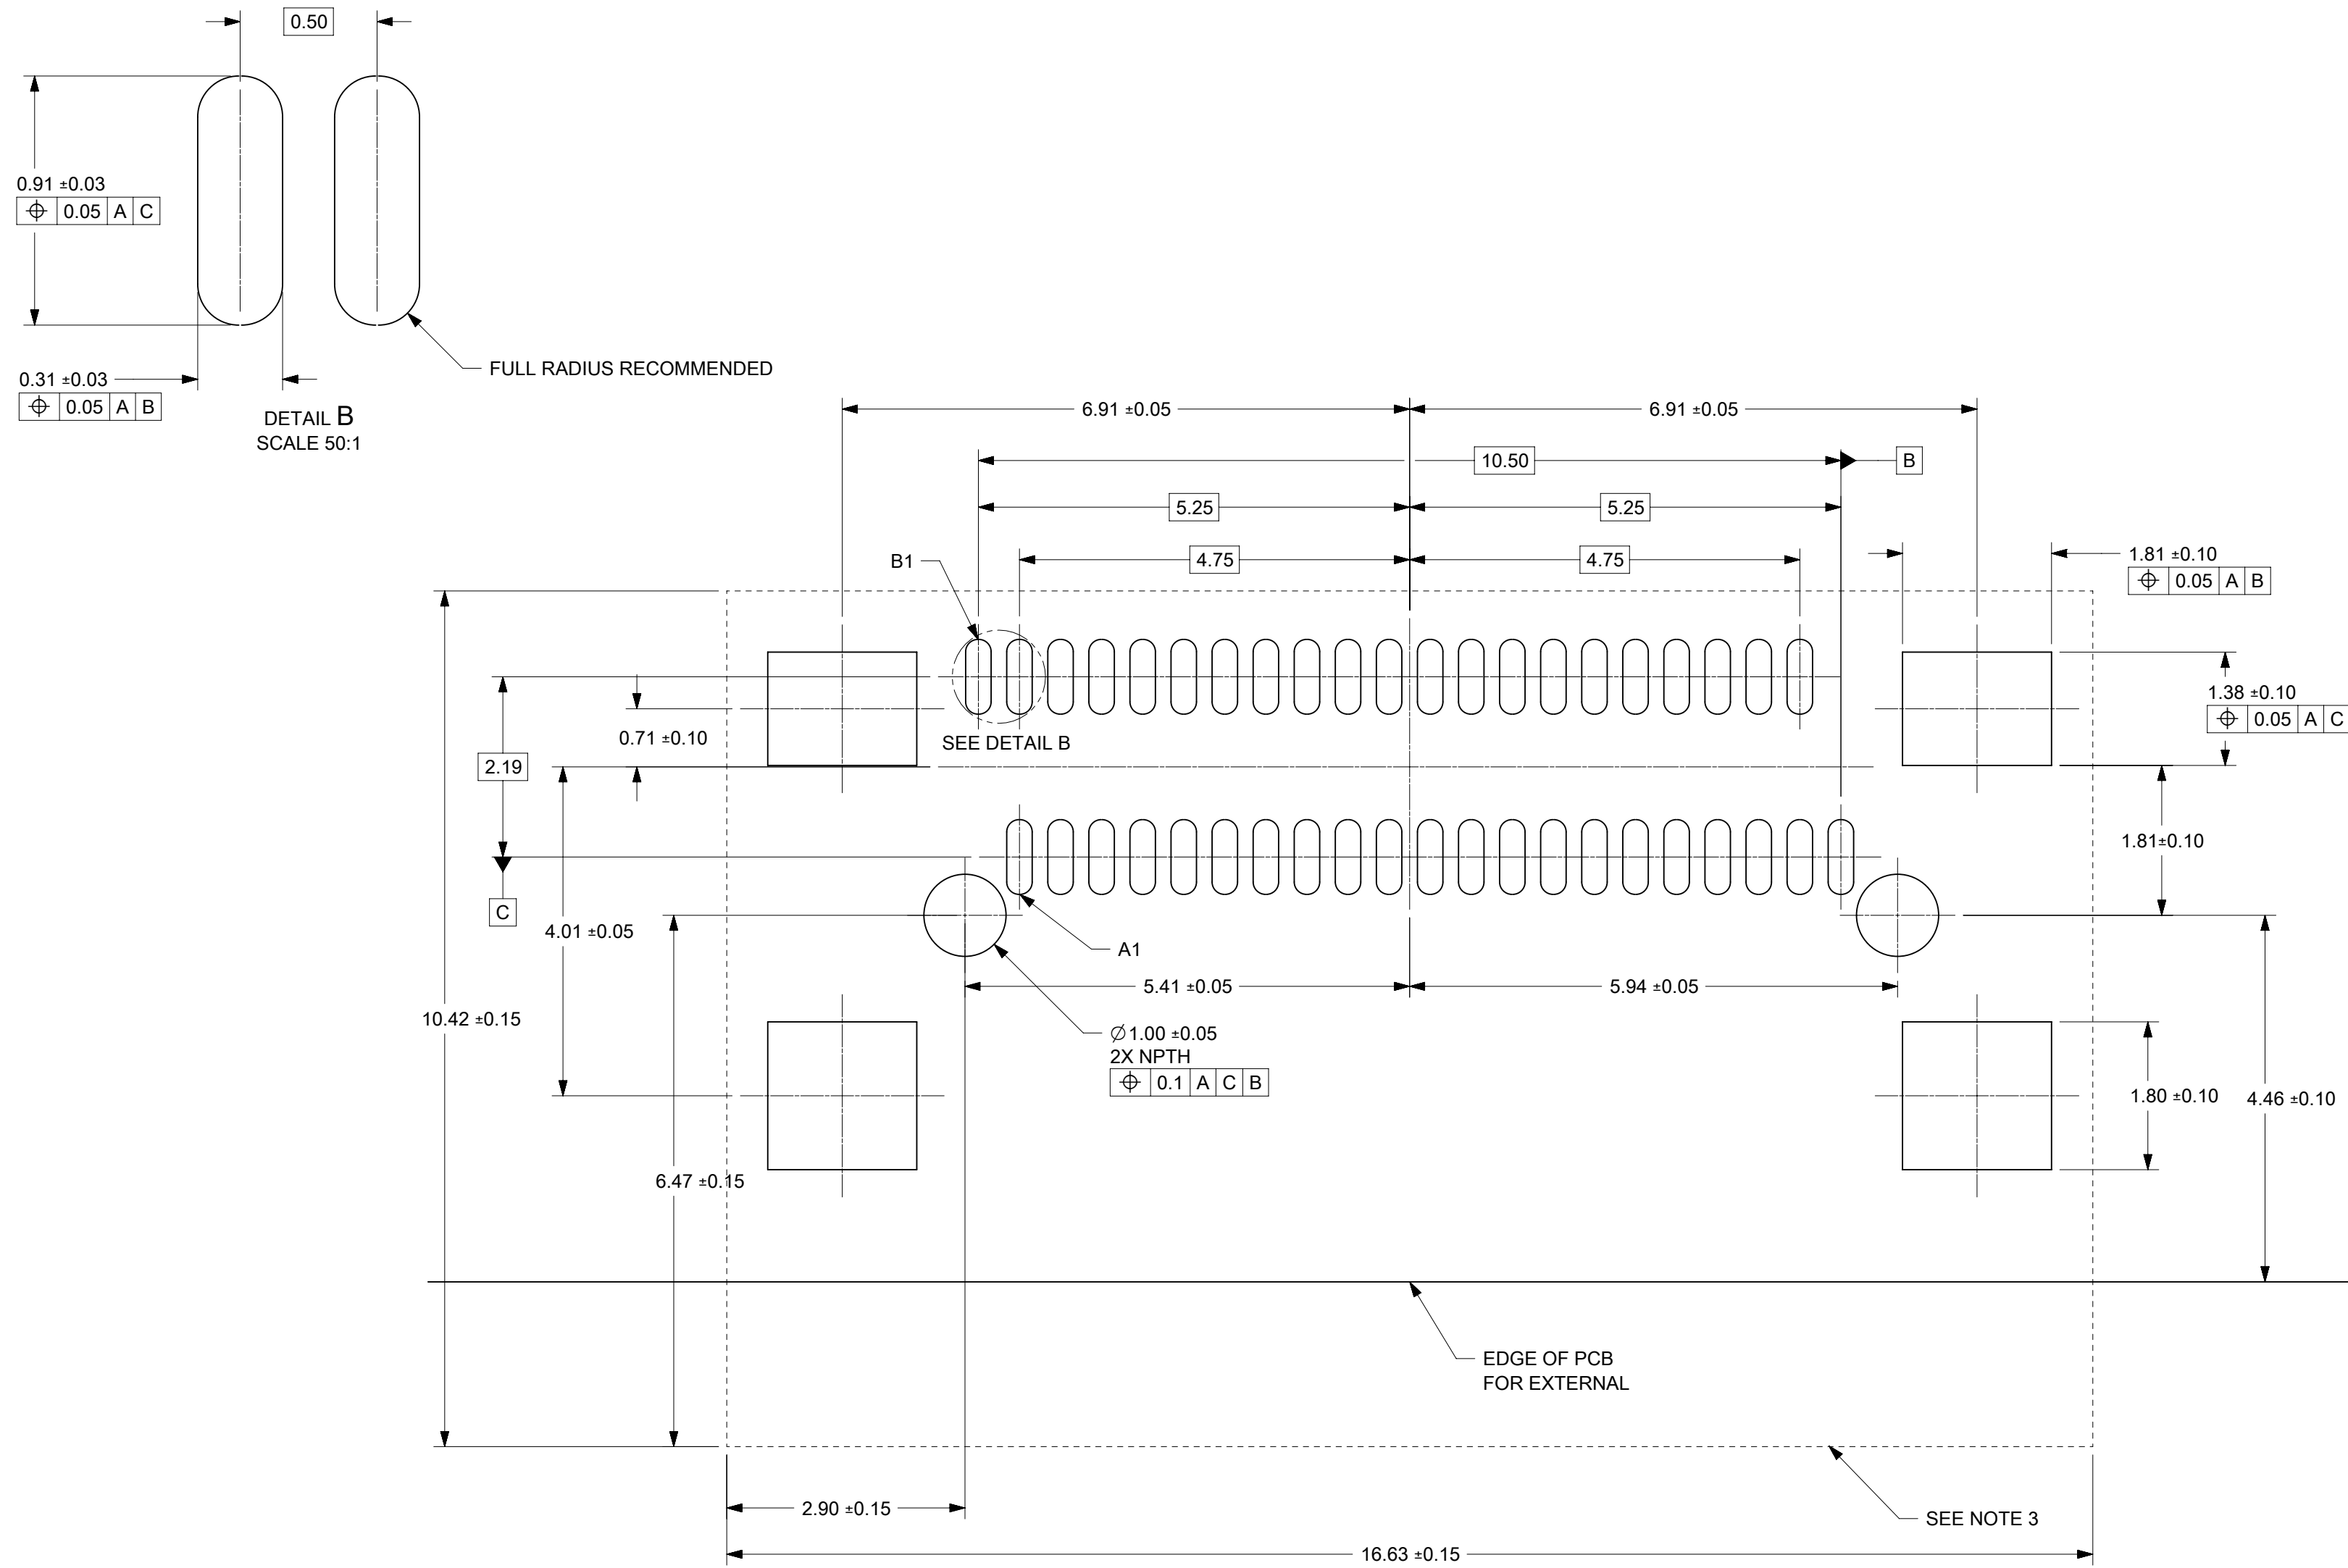 0.50
0.91 ±0.03
⌖ 0.05 A C
FULL RADIUS RECOMMENDED
0.31 ±0.03
⌖ 0.05 A B
DETAIL B
SCALE 50:1
6.91 ±0.05
6.91 ±0.05
10.50
B
5.25
5.25
B1
4.75
4.75
1.81 ±0.10
⌖ 0.05 A B
1.38 ±0.10
⌖ 0.05 A C
0.71 ±0.10
SEE DETAIL B
2.19
1.81±0.10
C
4.01 ±0.05
A1
5.41 ±0.05
5.94 ±0.05
10.42 ±0.15
∅1.00 ±0.05
2X NPTH
⌖ 0.1 A C B
1.80 ±0.10
4.46 ±0.10
6.47 ±0.15
EDGE OF PCB
FOR EXTERNAL
2.90 ±0.15
SEE NOTE 3
16.63 ±0.15